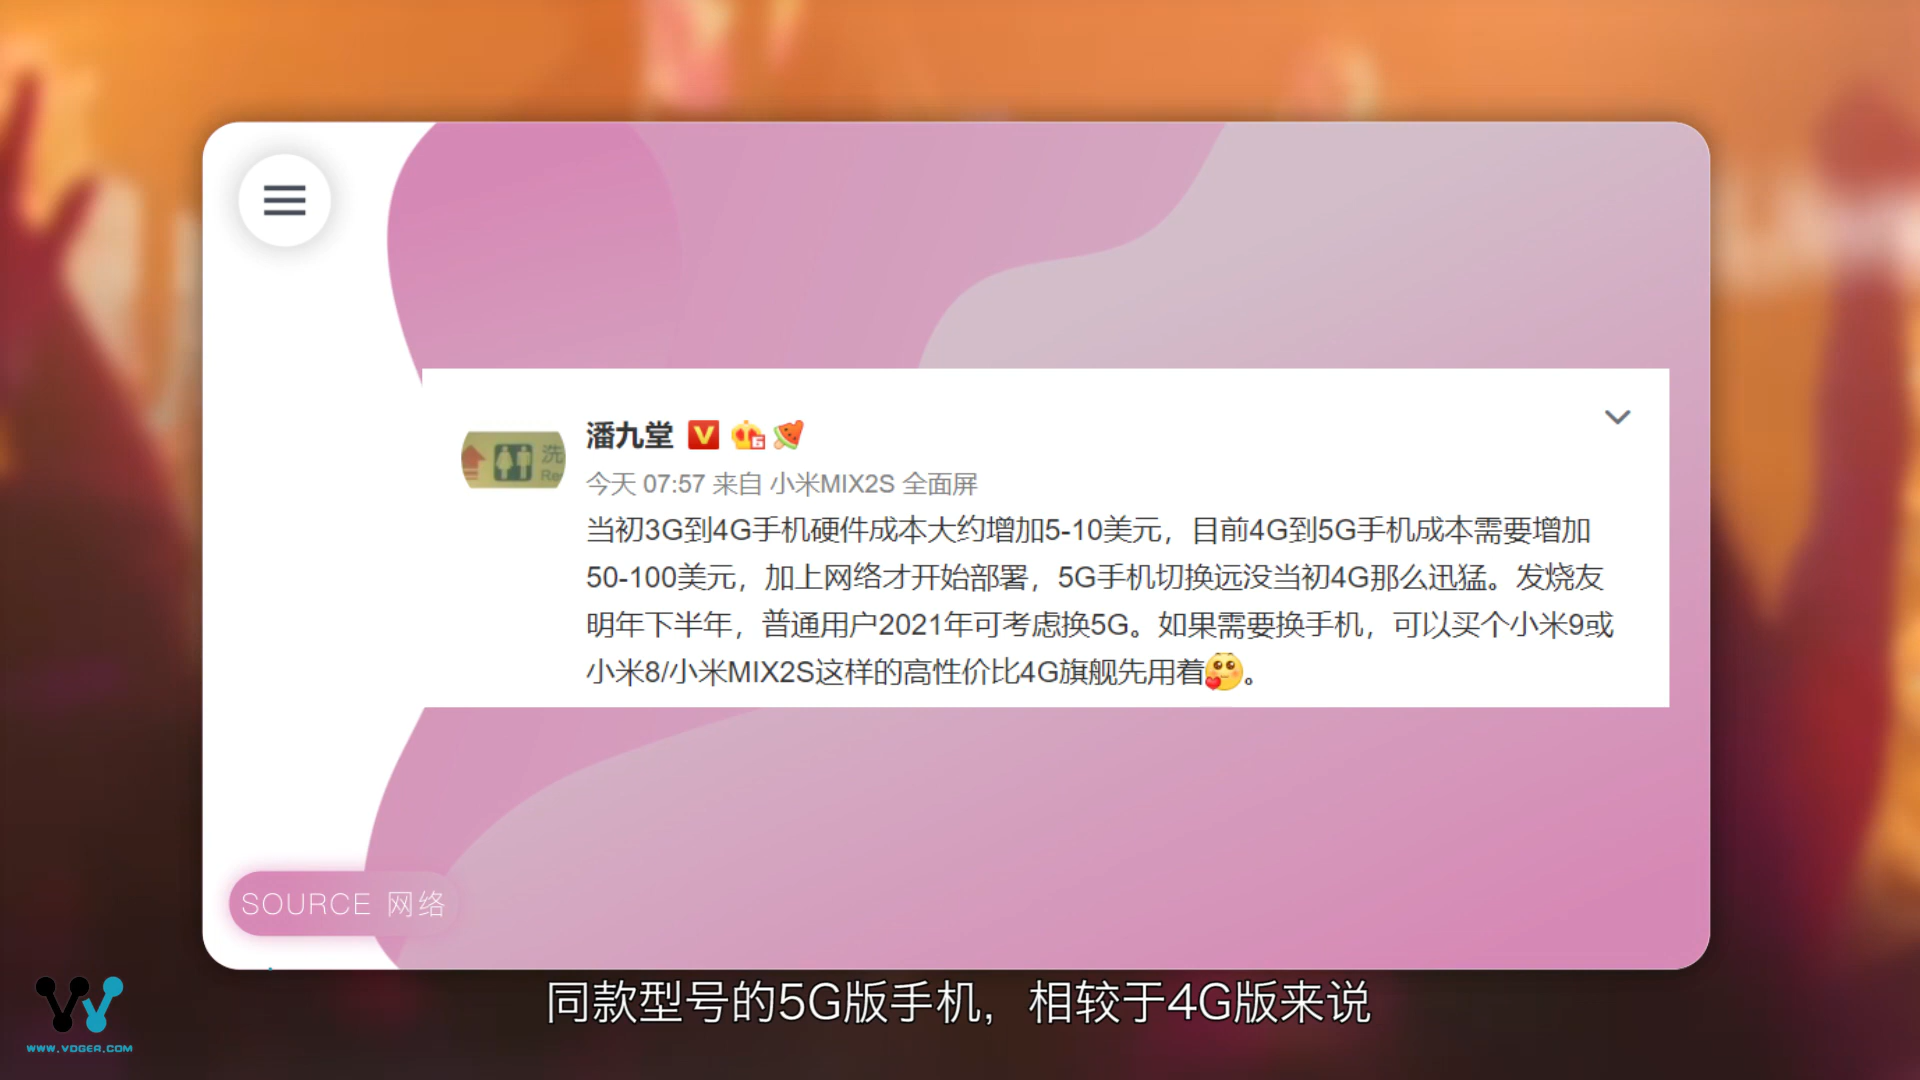 潘九堂
今天 07:57 来自 小米MIX2S 全面屏
当初3G到4G手机硬件成本大约增加5-10美元，目前4G到5G手机成本需要增加
50-100美元，加上网络才开始部署，5G手机切换远没当初4G那么迅猛。发烧友
明年下半年，普通用户2021年可考虑换5G。如果需要换手机，可以买个小米9或
小米8/小米MIX2S这样的高性价比4G旗舰先用着。
洗
Re
SOURCE 网络
同款型号的5G版手机，相较于4G版来说
WWW.VOGER.COM